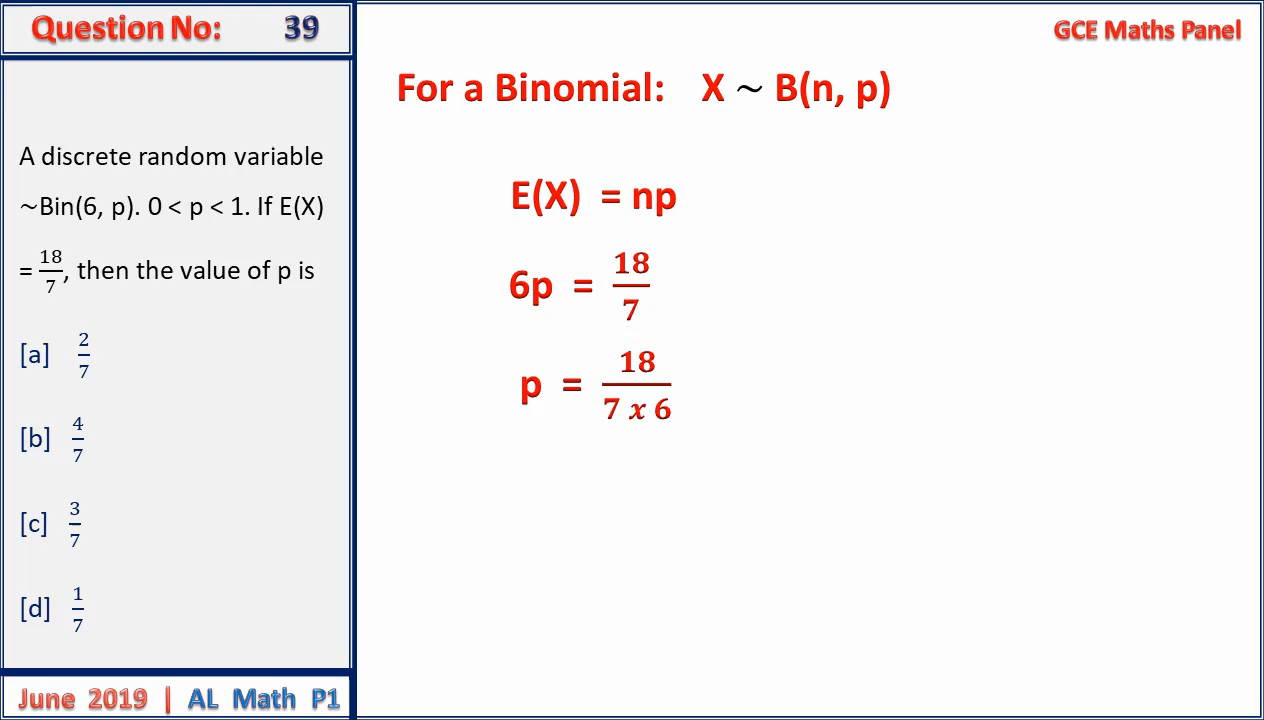 Question No: 39
GCE Maths Panel
A discrete random variable
~Bin(6, p). 0 < p < 1. If E(X)
= 18/7, then the value of p is
[a] 2/7
[b] 4/7
[c] 3/7
[d] 1/7
June 2019 | AL Math P1
For a Binomial: X ~ B(n, p)
E(X) = np
6p = 18/7
p = 18/7 x 6